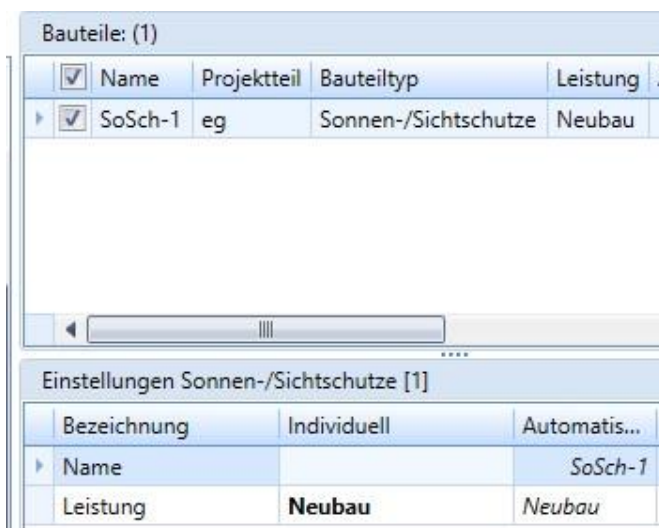 Bauteile: (1)
Name Projektteil Bauteiltyp Leistung
SoSch-1 eg Sonnen-/Sichtschutze Neubau
Einstellungen Sonnen-/Sichtschutze [1]
Bezeichnung Individuell Automatis...
Name SoSch-1
Leistung Neubau Neubau